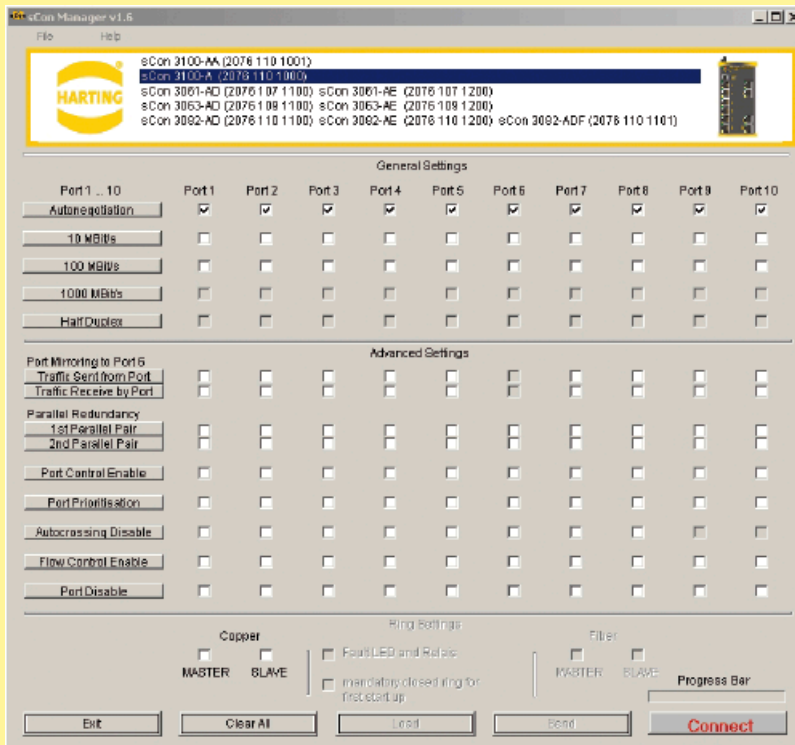 sCon Manager v1.6
File Help
HARTING
sCon 3100-AA (2076 110 1001)
sCon 3100-A (2076 110 1000)
sCon 3061-AD (2076 107 1100) sCon 3061-AE (2076 107 1200)
sCon 3063-AD (2076 109 1100) sCon 3063-AE (2076 109 1200)
sCon 3082-AD (2076 110 1100) sCon 3082-AE (2076 110 1200) sCon 3082-ADF (2076 110 1101)
General Settings
Port 1 .. 10 Port 1 Port 2 Port 3 Port 4 Port 5 Port 6 Port 7 Port 8 Port 9 Port 10
Autonegotiation
10 MBit/s
100 MBit/s
1000 MBit/s
Half Duplex
Advanced Settings
Port Mirroring to Port 6
Traffic Sent from Port
Traffic Receive by Port
Parallel Redundancy
1st Parallel Pair
2nd Parallel Pair
Port Control Enable
Port Prioritisation
Autocrossing Disable
Flow Control Enable
Port Disable
Ring Settings
Copper Fiber
Fault LED and Relais
MASTER SLAVE MASTER SLAVE
mandatory closed ring for
first start up
Progress Bar
Exit Clear All Load Send Connect